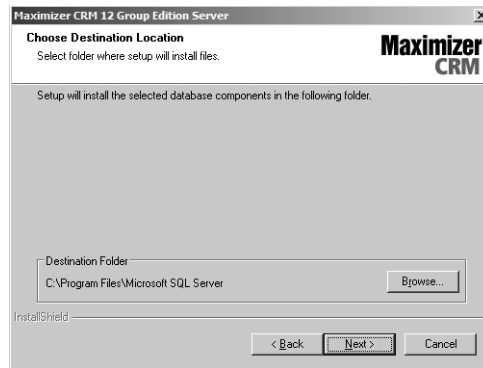 Maximizer CRM 12 Group Edition Server
Choose Destination Location
Select folder where setup will install files.
Maximizer
CRM
Setup will install the selected database components in the following folder.
Destination Folder
C:\Program Files\Microsoft SQL Server
Browse...
InstallShield
< Back
Next >
Cancel